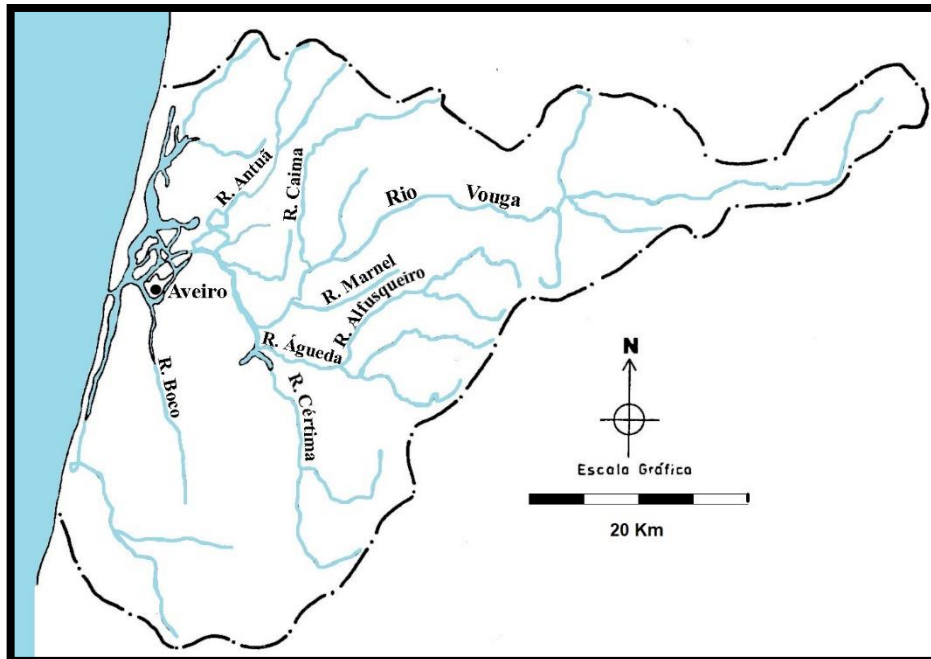 R. Antuã
R. Caima
Rio Vouga
R. Marnel
R. Alfusqueiro
Aveiro
R. Águeda
R. Boco
R. Cértima
N
Escala Gráfica
20 Km